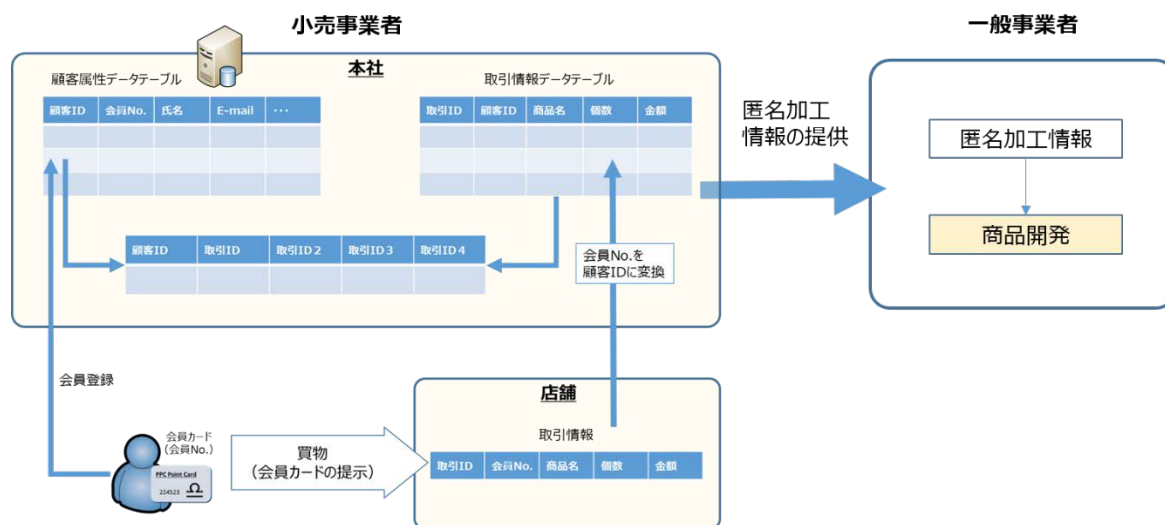 小売事業者
一般事業者
本社
顧客属性データテーブル
取引情報データテーブル
顧客ID 会員No. 氏名 E-mail ・・・
取引ID 顧客ID 商品名 個数 金額
匿名加工
情報の提供
匿名加工情報
商品開発
顧客ID 取引ID 取引ID2 取引ID3 取引ID4
会員No.を
顧客IDに変換
会員登録
店舗
取引情報
取引ID 会員No. 商品名 個数 金額
会員カード
(会員No.)
PPC Point Card
224523
買物
(会員カードの提示)